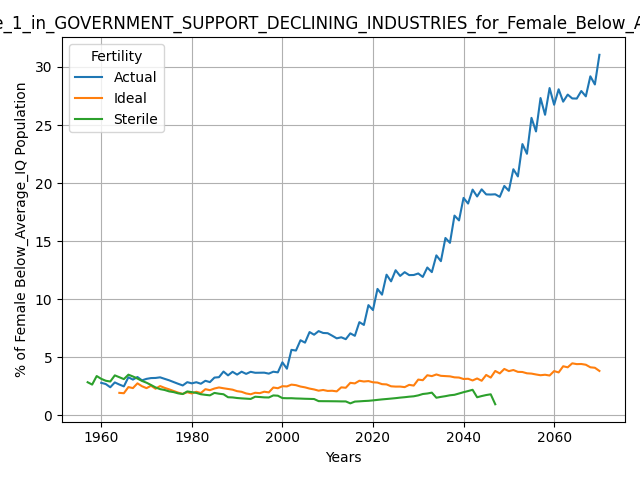 e_1_in_GOVERNMENT_SUPPORT_DECLINING_INDUSTRIES_for_Female_Below_A
Fertility
Actual
Ideal
Sterile
% of Female Below_Average_IQ Population
30
25
20
15
10
5
0
1960 1980 2000 2020 2040 2060
Years